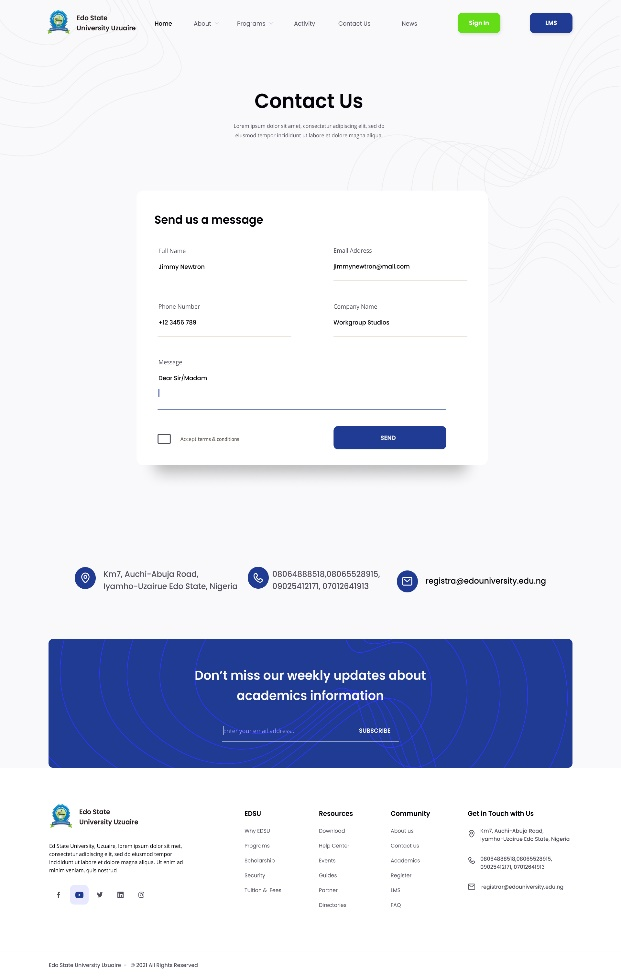 Edo State
University Uzuaire
Home About Programs Activity Contact Us News Sign In LMS
Contact Us
Lorem ipsum dolor sit amet, consectetur adipiscing elit, sed do
eiusmod tempor incididunt ut labore et dolore magna aliqua.
Send us a message
Full Name
Jimmy Newtron
Email Address
jimmynewtron@mail.com
Phone Number
+12 3456 789
Company Name
Workgroup Studios
Message
Dear Sir/Madam
Accept terms & conditions
SEND
Km7, Auchi-Abuja Road,
Iyamho-Uzairue Edo State, Nigeria
08064888518,08065528915,
09025412171, 07012641913
registra@edouniversity.edu.ng
Don't miss our weekly updates about
academics information
Enter your email address..
SUBSCRIBE
Edo State
University Uzuaire
Ed State University, Uzuaire, lorem ipsum dolor sit met,
consectetur adipiscing elit, sed do eiusmod tempor
incididunt ut labore et dolore magna aliqua. Ut enim ad
minim veniam, quis nostrud
EDSU
Why EDSU
Programs
Scholarship
Security
Tuition & Fees
Resources
Download
Help Center
Events
Guides
Partner
Directories
Community
About us
Contact us
Academics
Register
LMS
FAQ
Get in Touch with Us
Km7, Auchi-Abuja Road,
Iyamho-Uzairue Edo State, Nigeria
08064888518,08065528915,
09025412171, 07012641913
registrar@edouniversity.edu.ng
Edo State University Uzuaire · © 2021 All Rights Reserved